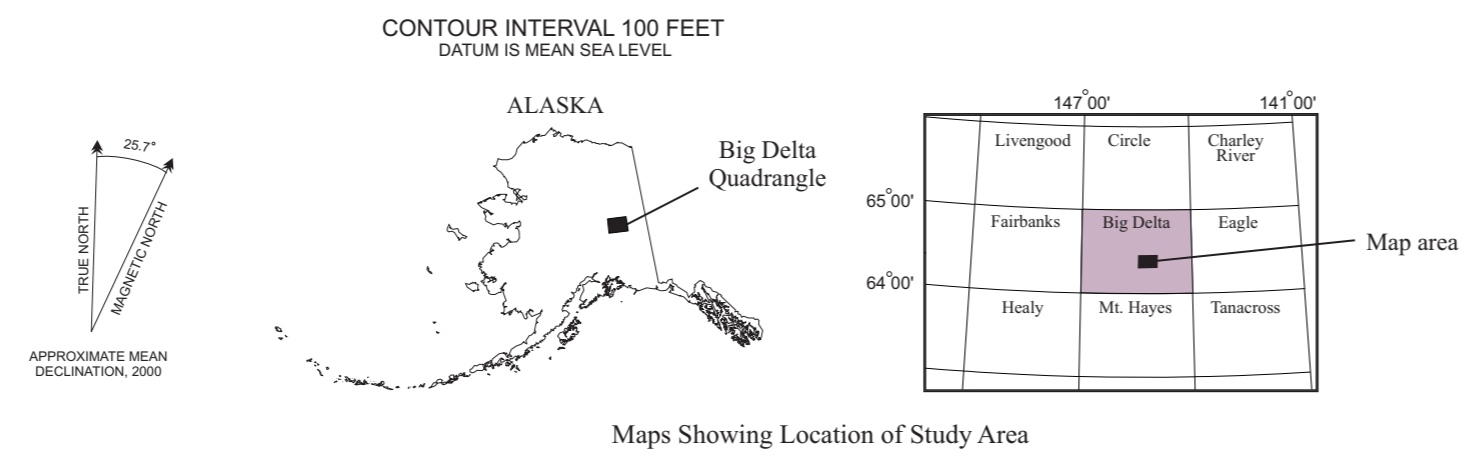 CONTOUR INTERVAL 100 FEET
DATUM IS MEAN SEA LEVEL
25.7°
TRUE NORTH
MAGNETIC NORTH
APPROXIMATE MEAN
DECLINATION, 2000
ALASKA
Big Delta
Quadrangle
147°00'
141°00'
65°00'
64°00'
Livengood
Circle
Charley
River
Fairbanks
Big Delta
Eagle
Healy
Mt. Hayes
Tanacross
Map area
Maps Showing Location of Study Area